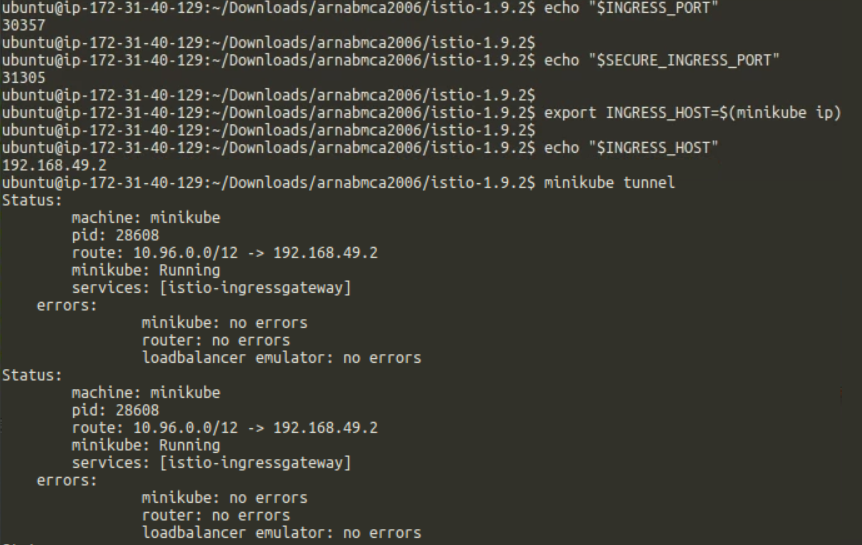 ubuntu@ip-172-31-40-129:~/Downloads/arnabmca2006/istio-1.9.2$ echo "$INGRESS_PORT"
30357
ubuntu@ip-172-31-40-129:~/Downloads/arnabmca2006/istio-1.9.2$
ubuntu@ip-172-31-40-129:~/Downloads/arnabmca2006/istio-1.9.2$ echo "$SECURE_INGRESS_PORT"
31305
ubuntu@ip-172-31-40-129:~/Downloads/arnabmca2006/istio-1.9.2$
ubuntu@ip-172-31-40-129:~/Downloads/arnabmca2006/istio-1.9.2$ export INGRESS_HOST=$(minikube ip)
ubuntu@ip-172-31-40-129:~/Downloads/arnabmca2006/istio-1.9.2$
ubuntu@ip-172-31-40-129:~/Downloads/arnabmca2006/istio-1.9.2$ echo "$INGRESS_HOST"
192.168.49.2
ubuntu@ip-172-31-40-129:~/Downloads/arnabmca2006/istio-1.9.2$ minikube tunnel
Status:
machine: minikube
pid: 28608
route: 10.96.0.0/12 -> 192.168.49.2
minikube: Running
services: [istio-ingressgateway]
errors:
minikube: no errors
router: no errors
loadbalancer emulator: no errors
Status:
machine: minikube
pid: 28608
route: 10.96.0.0/12 -> 192.168.49.2
minikube: Running
services: [istio-ingressgateway]
errors:
minikube: no errors
router: no errors
loadbalancer emulator: no errors